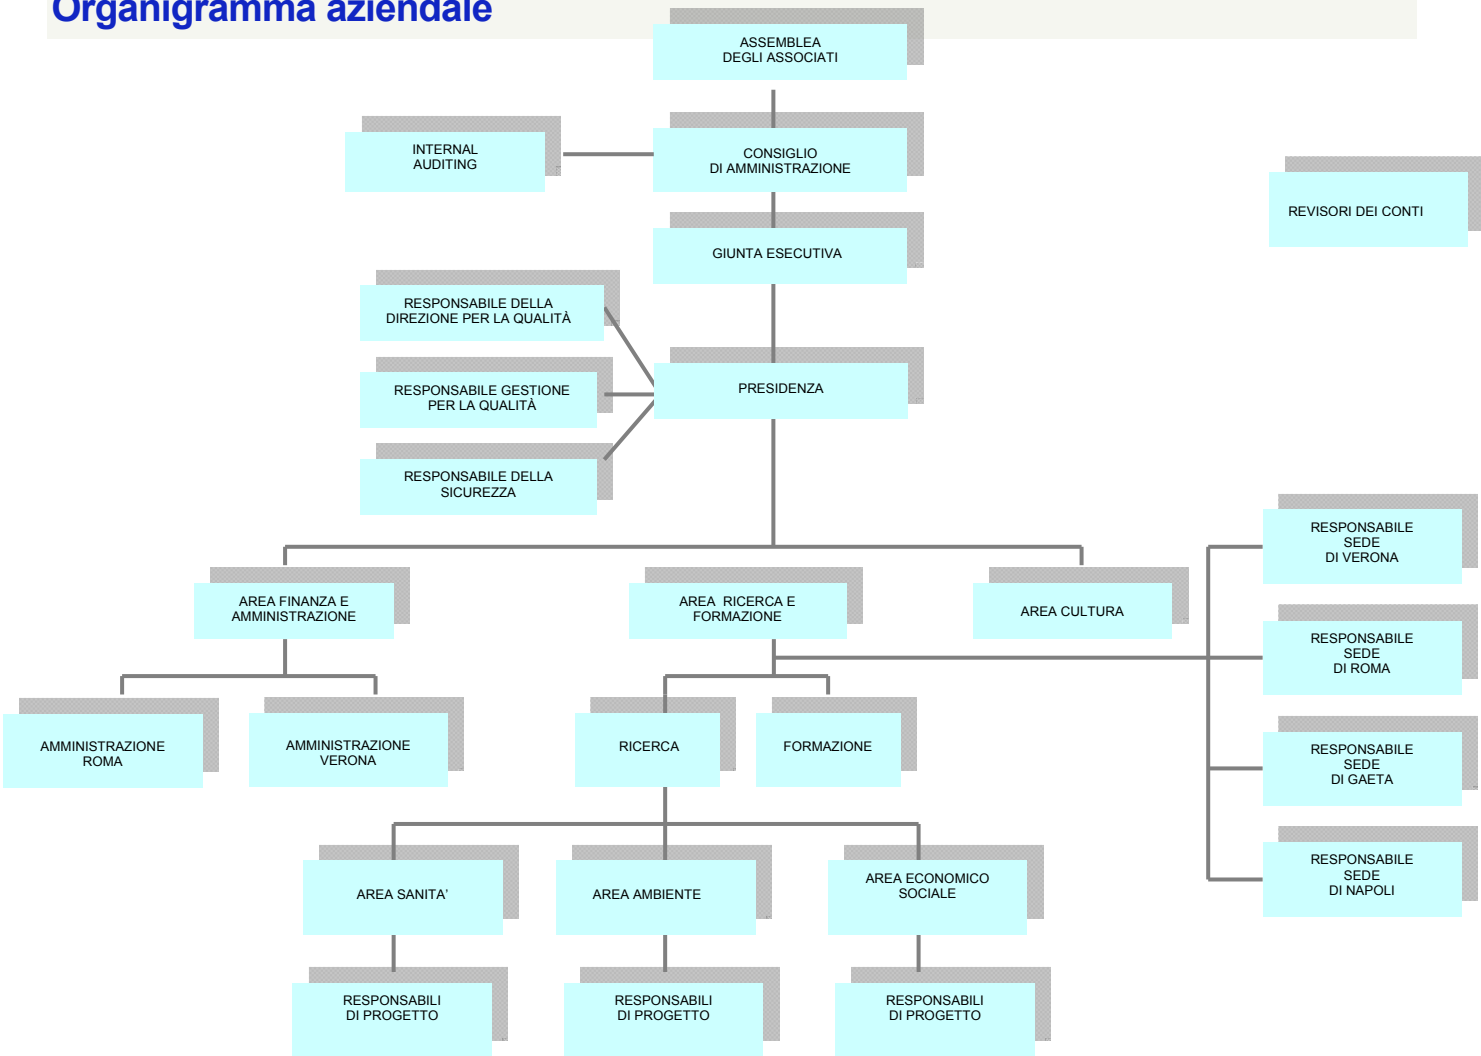 Organigramma aziendale
ASSEMBLEA
DEGLI ASSOCIATI
INTERNAL
AUDITING
CONSIGLIO
DI AMMINISTRAZIONE
REVISORI DEI CONTI
GIUNTA ESECUTIVA
RESPONSABILE DELLA
DIREZIONE PER LA QUALITÀ
RESPONSABILE GESTIONE
PER LA QUALITÀ
PRESIDENZA
RESPONSABILE DELLA
SICUREZZA
RESPONSABILE
SEDE
DI VERONA
AREA FINANZA E
AMMINISTRAZIONE
AREA  RICERCA E
FORMAZIONE
AREA CULTURA
RESPONSABILE
SEDE
DI ROMA
AMMINISTRAZIONE
ROMA
AMMINISTRAZIONE
VERONA
RICERCA
FORMAZIONE
RESPONSABILE
SEDE
DI GAETA
AREA SANITA'
AREA AMBIENTE
AREA ECONOMICO
SOCIALE
RESPONSABILE
SEDE
DI NAPOLI
RESPONSABILI
DI PROGETTO
RESPONSABILI
DI PROGETTO
RESPONSABILI
DI PROGETTO